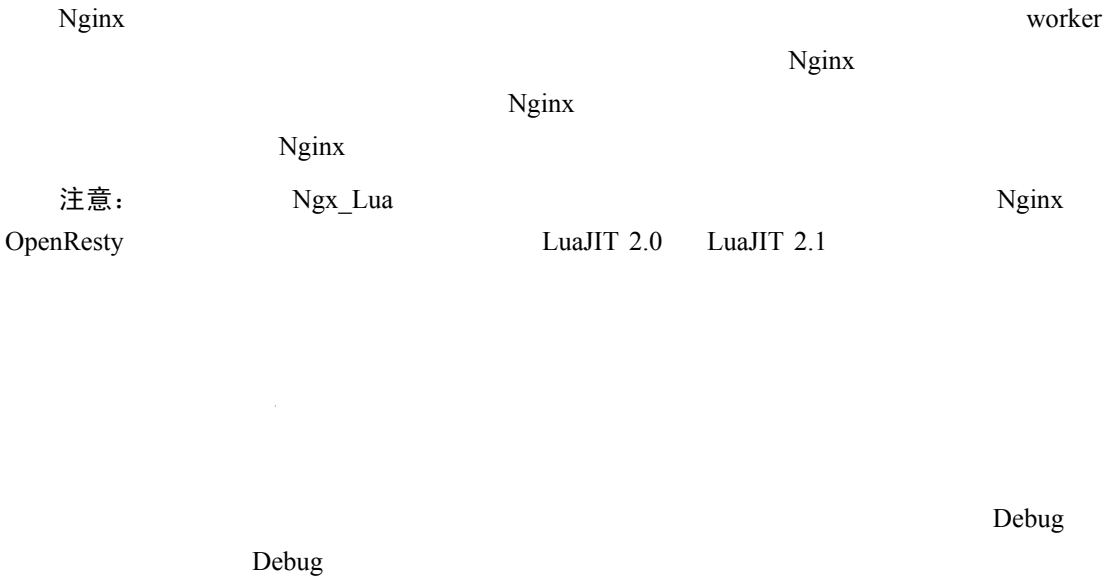 Nginx worker
Nginx
Nginx
Nginx
注意: Ngx_Lua Nginx
OpenResty LuaJIT 2.0 LuaJIT 2.1
Debug
Debug